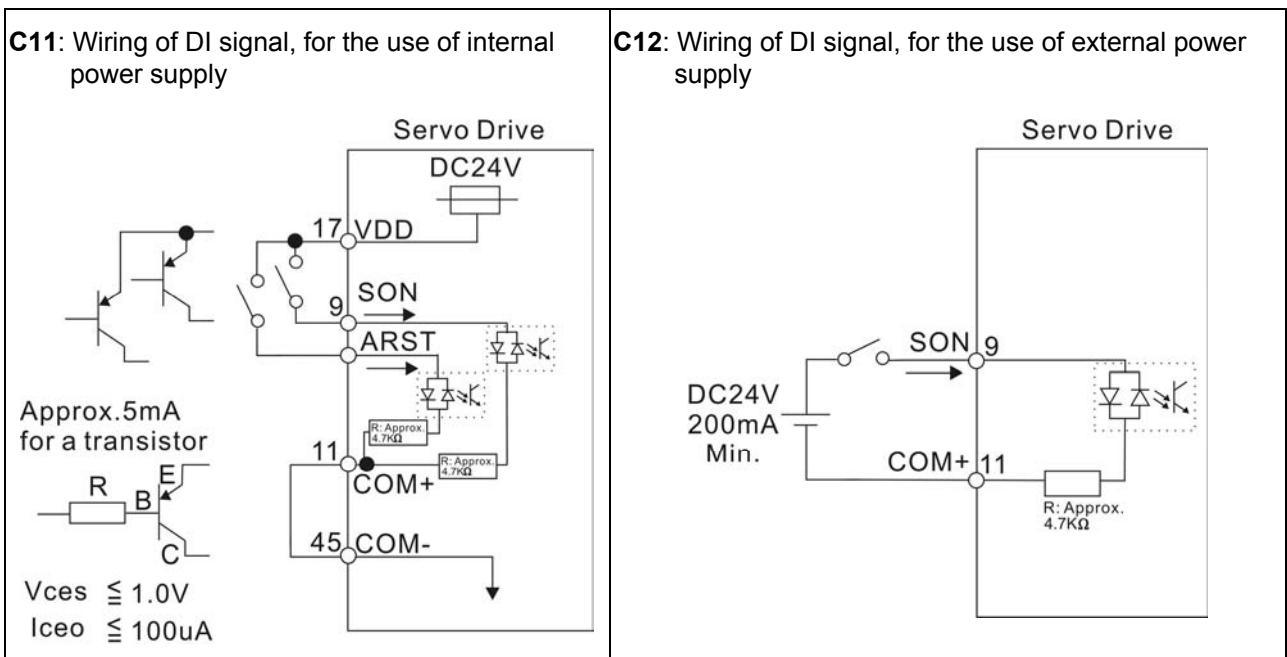 C11: Wiring of DI signal, for the use of internal
power supply
Servo Drive
DC24V
17 VDD
9 SON
ARST
R: Approx.
4.7KΩ
R: Approx.
4.7KΩ
11
COM+
45 COM-
Approx.5mA
for a transistor
R B E
C
Vces ≦ 1.0V
Iceo ≦ 100uA
C12: Wiring of DI signal, for the use of external power
supply
Servo Drive
SON 9
DC24V
200mA
Min.
COM+ 11
R: Approx.
4.7KΩ